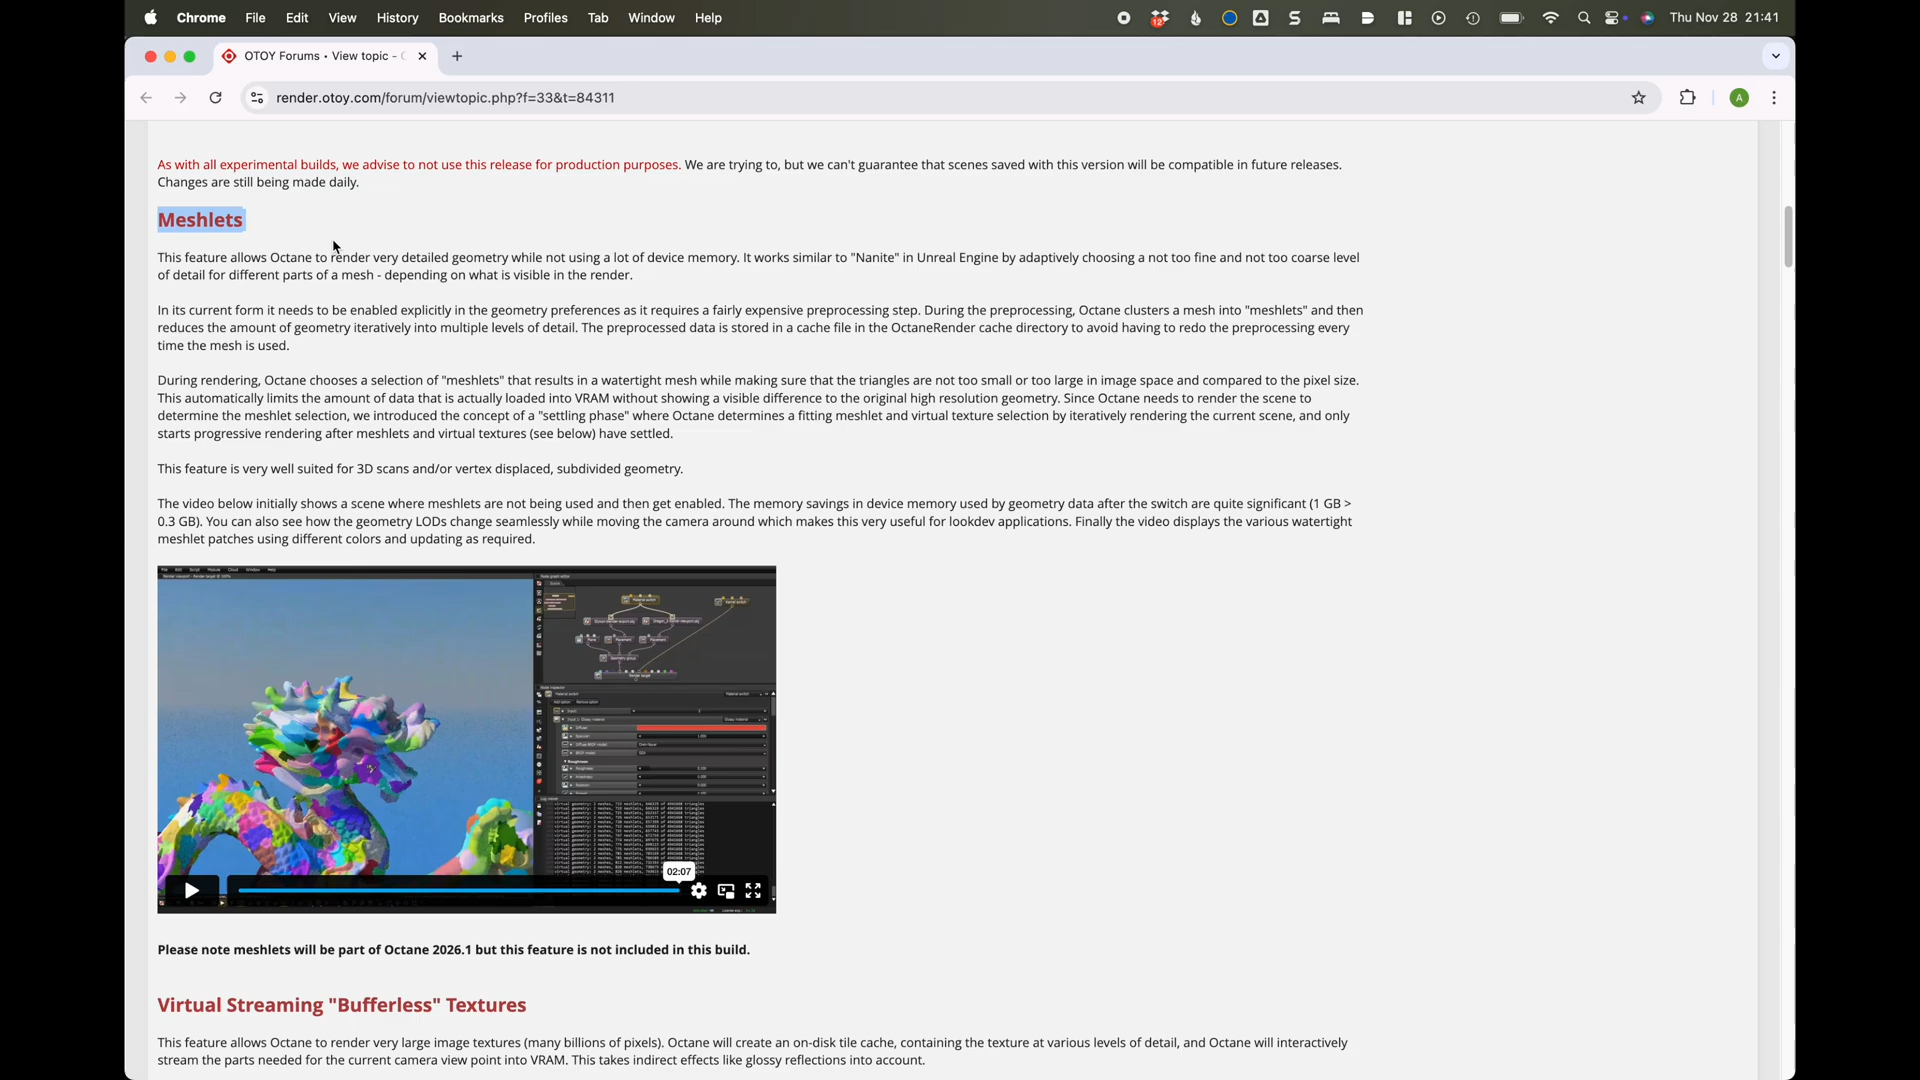 Chrome File Edit View History Bookmarks Profiles Tab Window Help
12
Thu Nov 28 21:41
OTOY Forums • View topic -
render.otoy.com/forum/viewtopic.php?f=33&t=84311
A
As with all experimental builds, we advise to not use this release for production purposes. We are trying to, but we can't guarantee that scenes saved with this version will be compatible in future releases.
Changes are still being made daily.
Meshlets
This feature allows Octane to render very detailed geometry while not using a lot of device memory. It works similar to "Nanite" in Unreal Engine by adaptively choosing a not too fine and not too coarse level
of detail for different parts of a mesh - depending on what is visible in the render.
In its current form it needs to be enabled explicitly in the geometry preferences as it requires a fairly expensive preprocessing step. During the preprocessing, Octane clusters a mesh into "meshlets" and then
reduces the amount of geometry iteratively into multiple levels of detail. The preprocessed data is stored in a cache file in the OctaneRender cache directory to avoid having to redo the preprocessing every
time the mesh is used.
During rendering, Octane chooses a selection of "meshlets" that results in a watertight mesh while making sure that the triangles are not too small or too large in image space and compared to the pixel size.
This automatically limits the amount of data that is actually loaded into VRAM without showing a visible difference to the original high resolution geometry. Since Octane needs to render the scene to
determine the meshlet selection, we introduced the concept of a "settling phase" where Octane determines a fitting meshlet and virtual texture selection by iteratively rendering the current scene, and only
starts progressive rendering after meshlets and virtual textures (see below) have settled.
This feature is very well suited for 3D scans and/or vertex displaced, subdivided geometry.
The video below initially shows a scene where meshlets are not being used and then get enabled. The memory savings in device memory used by geometry data after the switch are quite significant (1 GB >
0.3 GB). You can also see how the geometry LODs change seamlessly while moving the camera around which makes this very useful for lookdev applications. Finally the video displays the various watertight
meshlet patches using different colors and updating as required.
File Edit Script Module Cloud Window Help
Material switch
Kernel switch
Placement Placement
Geometry group
Render target
Node inspector
Material switch
Roughness
02:07
Please note meshlets will be part of Octane 2026.1 but this feature is not included in this build.
Virtual Streaming "Bufferless" Textures
This feature allows Octane to render very large image textures (many billions of pixels). Octane will create an on-disk tile cache, containing the texture at various levels of detail, and Octane will interactively
stream the parts needed for the current camera view point into VRAM. This takes indirect effects like glossy reflections into account.